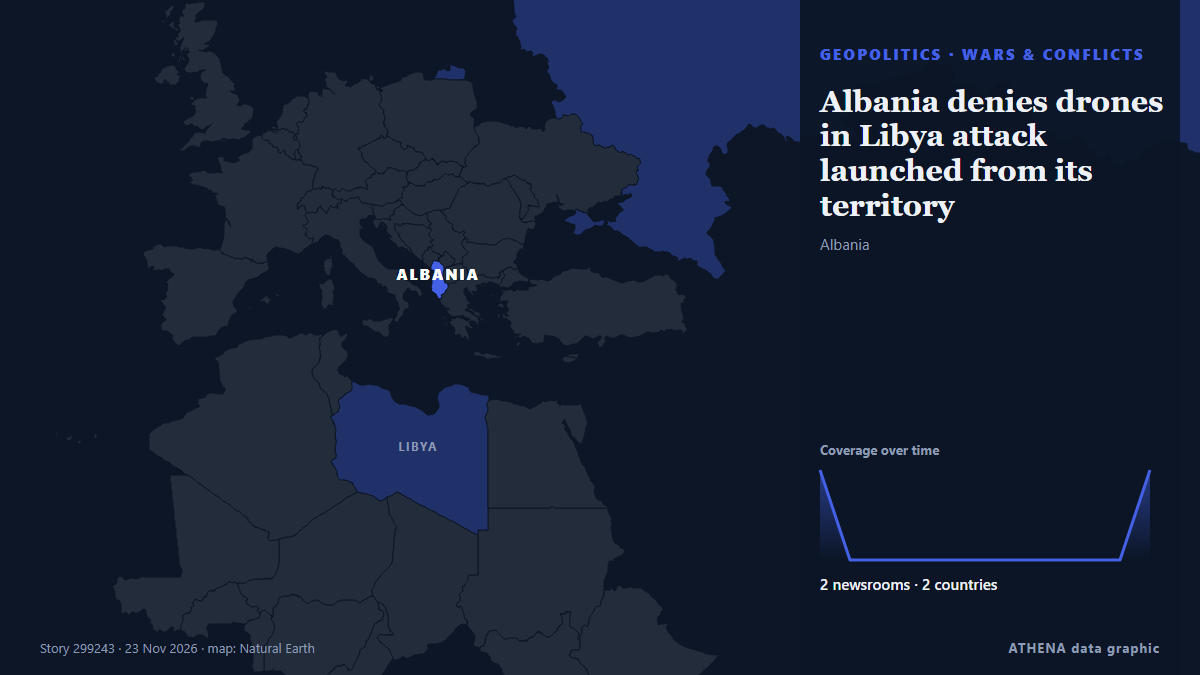 GEOPOLITICS · WARS & CONFLICTS
Albania denies drones
in Libya attack
launched from its
territory
Albania
ALBANIA
LIBYA
Coverage over time
2 newsrooms · 2 countries
Story 299243 · 23 Nov 2026 · map: Natural Earth
ATHENA data graphic